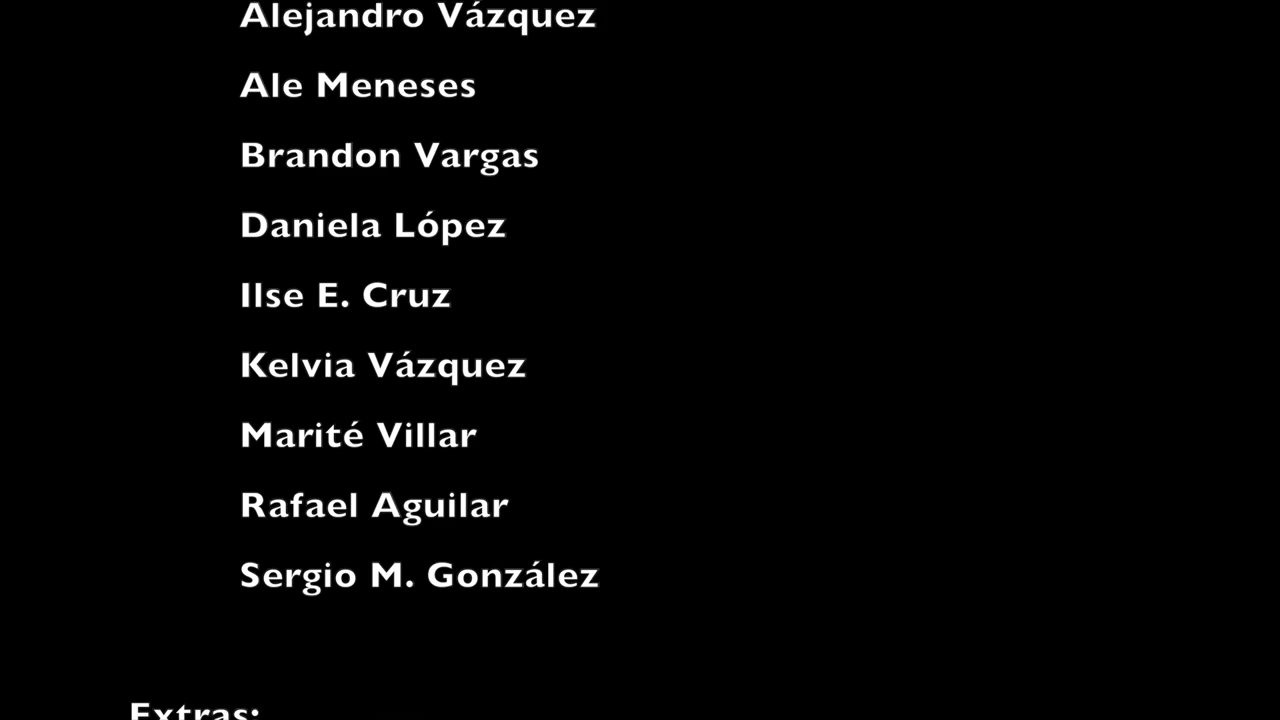 Alejandro Vázquez
Ale Meneses
Brandon Vargas
Daniela López
Ilse E. Cruz
Kelvia Vázquez
Marité Villar
Rafael Aguilar
Sergio M. González
Extras: